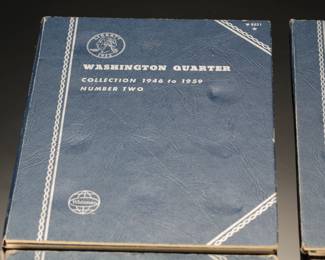 WASHINGTON QUARTER
COLLECTION 1946 to 1959
NUMBER TWO